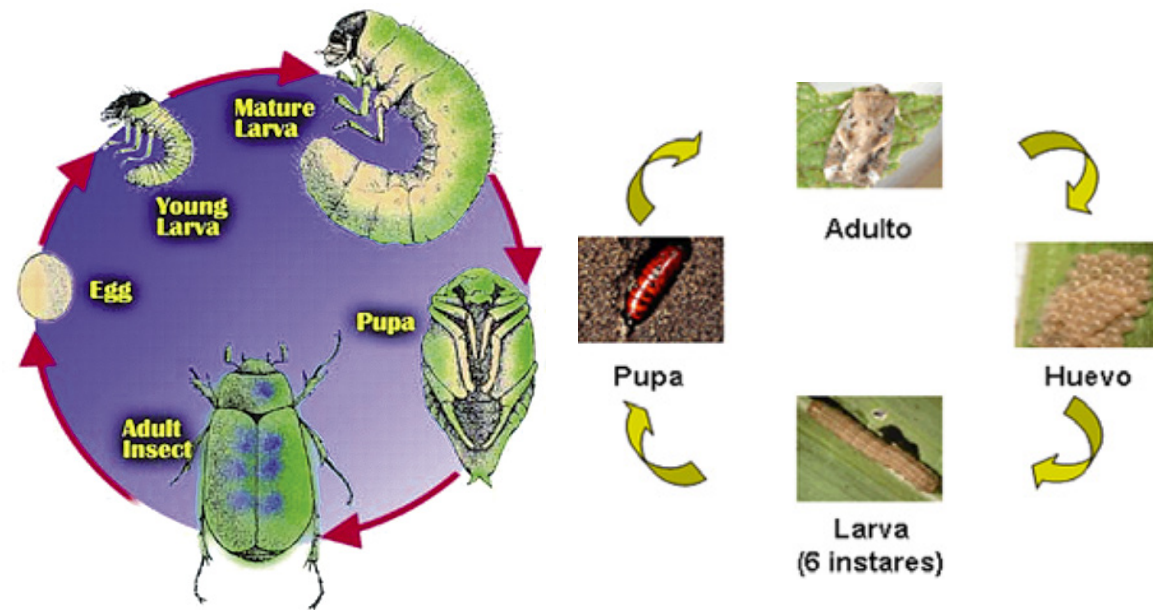 Mature
Larva
Young
Larva
Egg
Pupa
Adult
Insect
Adulto
Pupa
Huevo
Larva
(6 instares)